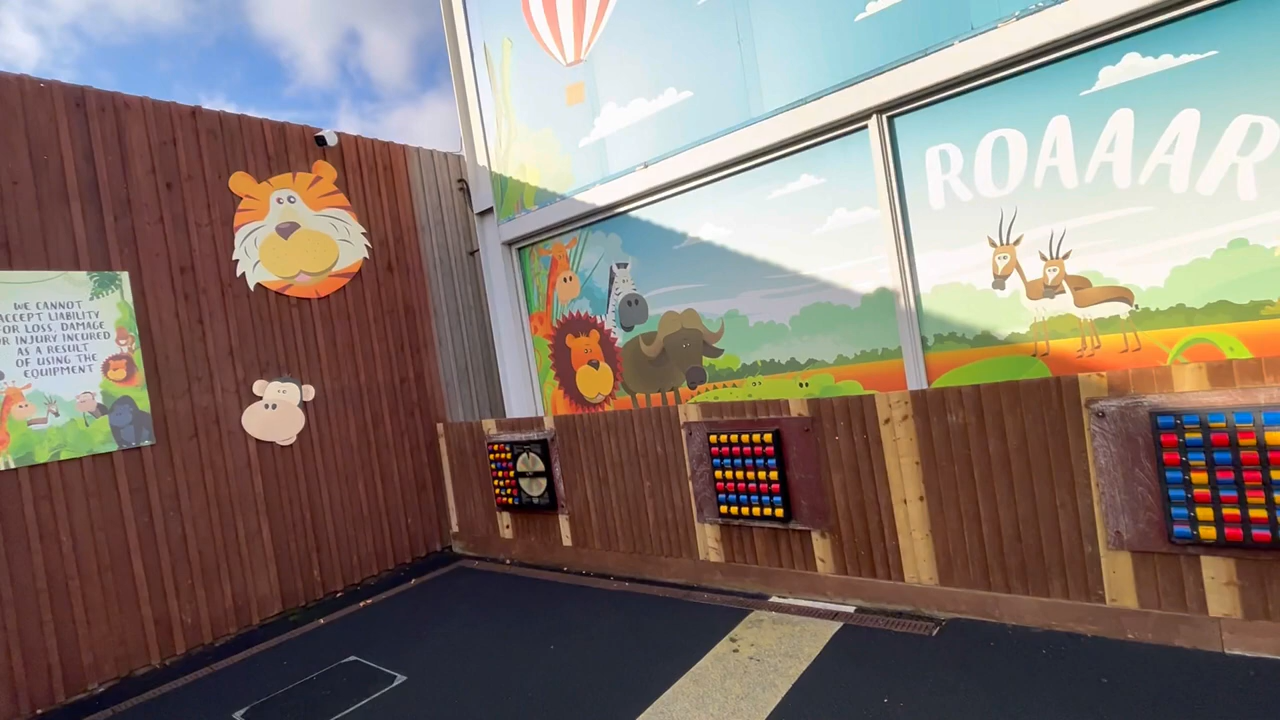 WE CANNOT
ACCEPT LIABILITY
FOR LOSS, DAMAGE
OR INJURY INCURED
AS A RESULT
OF USING THE
EQUIPMENT
ROAAAR